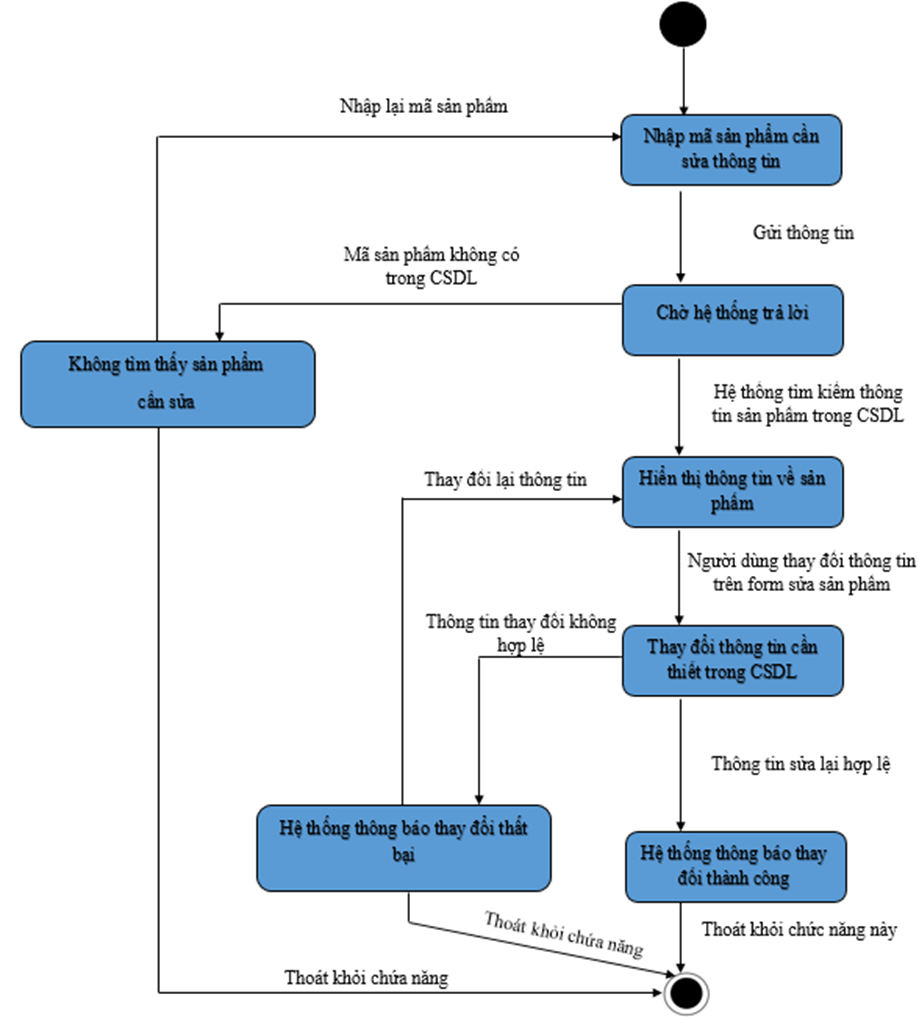 Nhập lại mã sản phẩm
Nhập mã sản phẩm cần
sửa thông tin
Gửi thông tin
Mã sản phẩm không có
trong CSDL
Chờ hệ thống trả lời
Không tìm thấy sản phẩm
cần sửa
Hệ thống tìm kiếm thông
tin sản phẩm trong CSDL
Thay đổi lại thông tin
Hiển thị thông tin về sản
phẩm
Người dùng thay đổi thông tin
trên form sửa sản phẩm
Thông tin thay đổi không
hợp lệ
Thay đổi thông tin cần
thiết trong CSDL
Thông tin sửa lại hợp lệ
Hệ thống thông báo thay đổi thất
bại
Hệ thống thông báo thay
đổi thành công
Thoát khỏi chứa năng
Thoát khỏi chức năng này
Thoát khỏi chứa năng